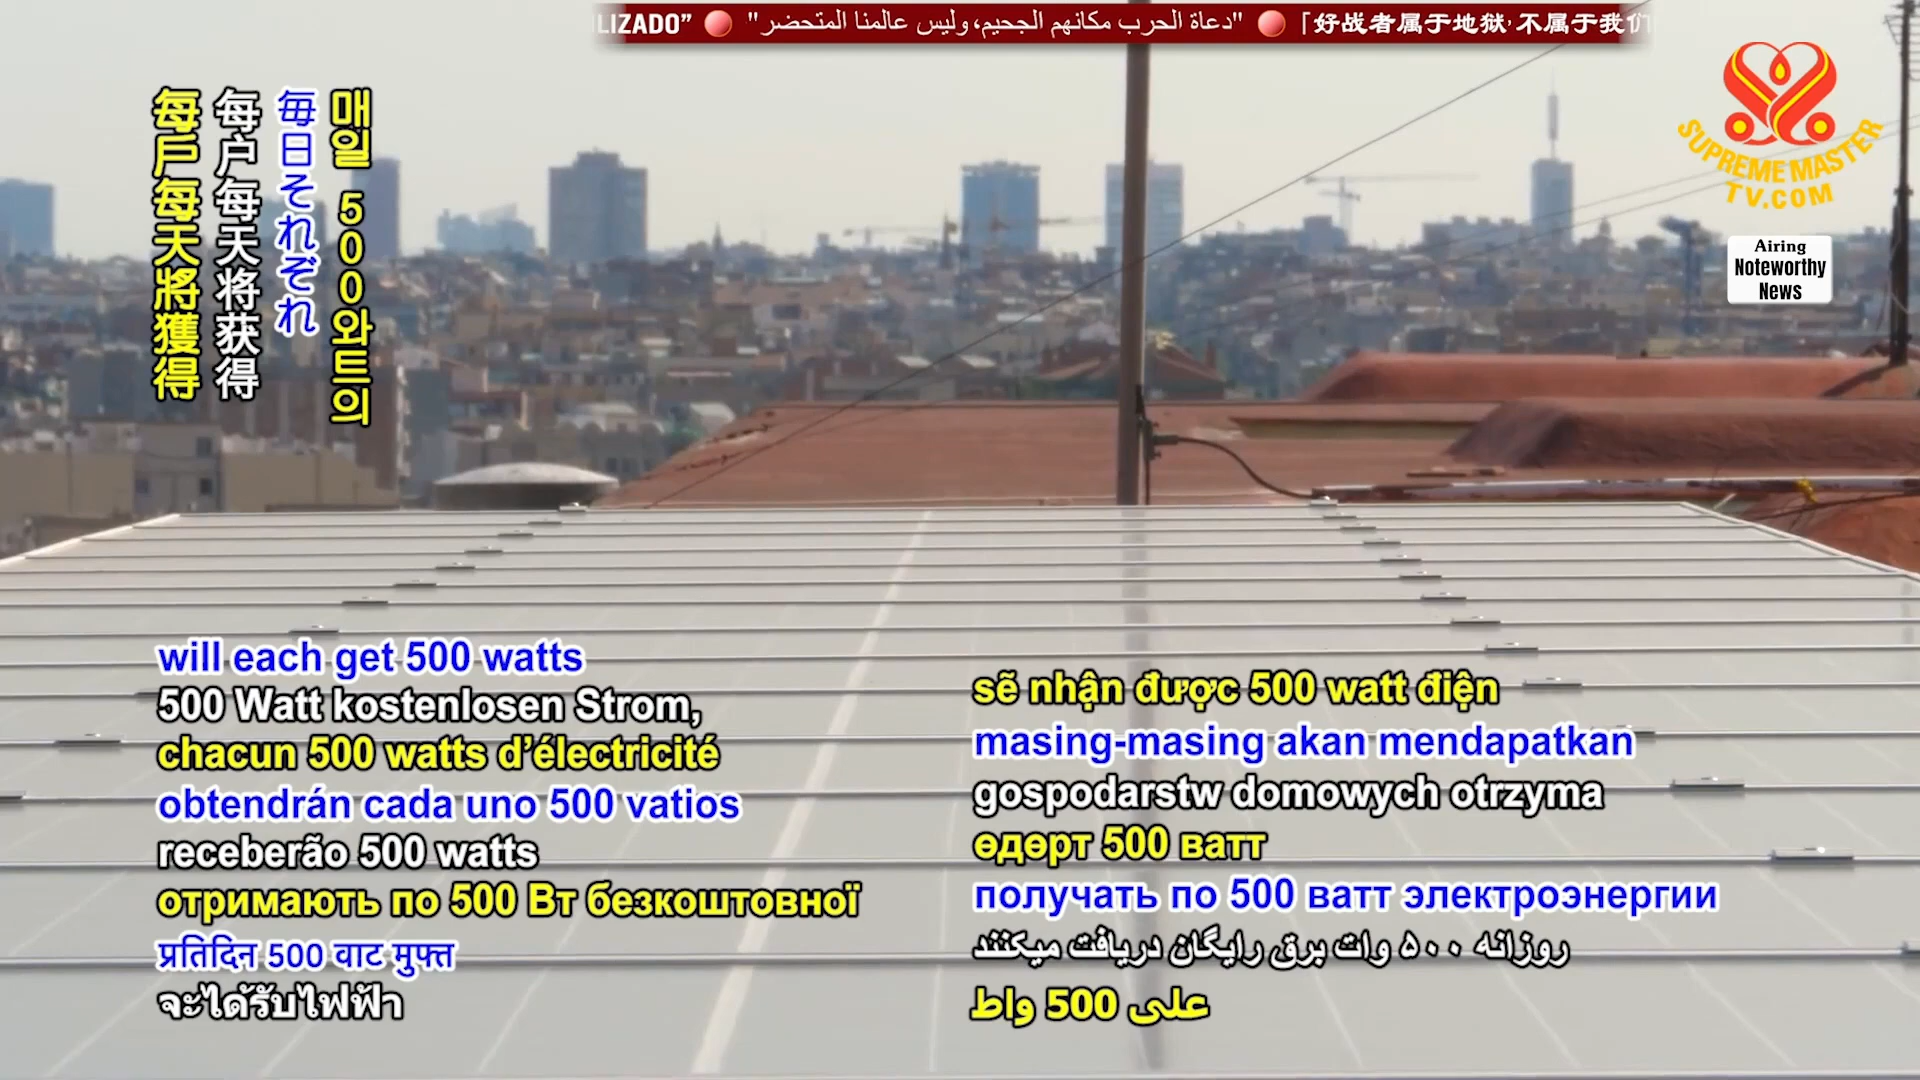 LIZADO” "دعاة الحرب مكانهم الجحيم، وليس عالمنا المتحضر" 「好战者属于地狱，不属于我们
SUPREME MASTER
TV.COM
Airing
Noteworthy
News
매일 500와트의
毎日それぞれ
每户每天将获得
每戶每天將獲得
will each get 500 watts
500 Watt kostenlosen Strom,
chacun 500 watts d’électricité
obtendrán cada uno 500 vatios
receberão 500 watts
отримають по 500 Вт безкоштовної
प्रतिदिन 500 वाट मुफ्त
จะได้รับไฟฟ้า
sẽ nhận được 500 watt điện
masing-masing akan mendapatkan
gospodarstw domowych otrzyma
өдөрт 500 ватт
получать по 500 ватт электроэнергии
روزانه ۵۰۰ وات برق رایگان دریافت میکنند
على 500 واط